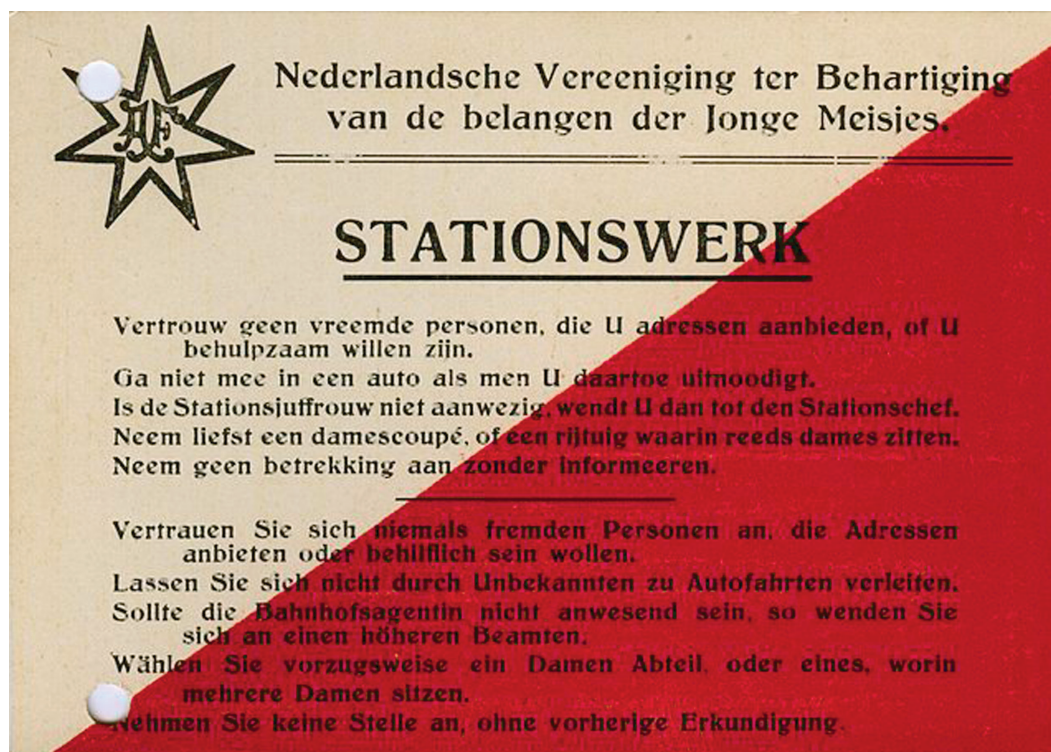 AF
Nederlandsche Vereeniging ter Behartiging
van de belangen der Jonge Meisjes.
STATIONSWERK
Vertrouw geen vreemde personen, die U adressen aanbieden, of U
behulpzaam willen zijn.
Ga niet mee in een auto als men U daartoe uitnoodigt.
Is de Stationsjuffrouw niet aanwezig, wendt U dan tot den Stationschef.
Neem liefst een damescoupé, of een rijtuig waarin reeds dames zitten.
Neem geen betrekking aan zonder informeeren.
Vertrauen Sie sich niemals fremden Personen an, die Adressen
anbieten oder behilflich sein wollen.
Lassen Sie sich nicht durch Unbekannten zu Autofahrten verleiten.
Sollte die Bahnhofsagentin nicht anwesend sein, so wenden Sie
sich an einen höheren Beamten.
Wählen Sie vorzugsweise ein Damen Abteil, oder eines, worin
mehrere Damen sitzen.
Nehmen Sie keine Stelle an, ohne vorherige Erkundigung.